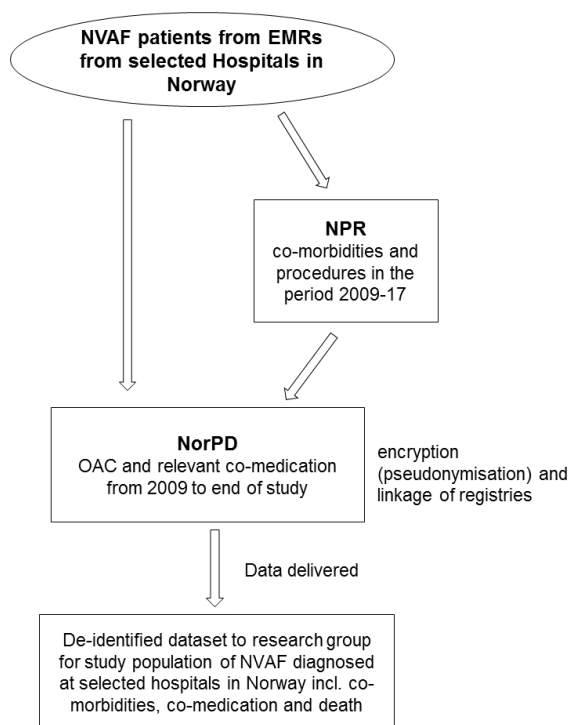 NVAF patients from EMRs
from selected Hospitals in
Norway
NPR
co-morbidities and
procedures in the
period 2009-17
NorPD
OAC and relevant co-medication
from 2009 to end of study
encryption
(pseudonymisation) and
linkage of registries
Data delivered
De-identified dataset to research group
for study population of NVAF diagnosed
at selected hospitals in Norway incl. co-
morbidities, co-medication and death